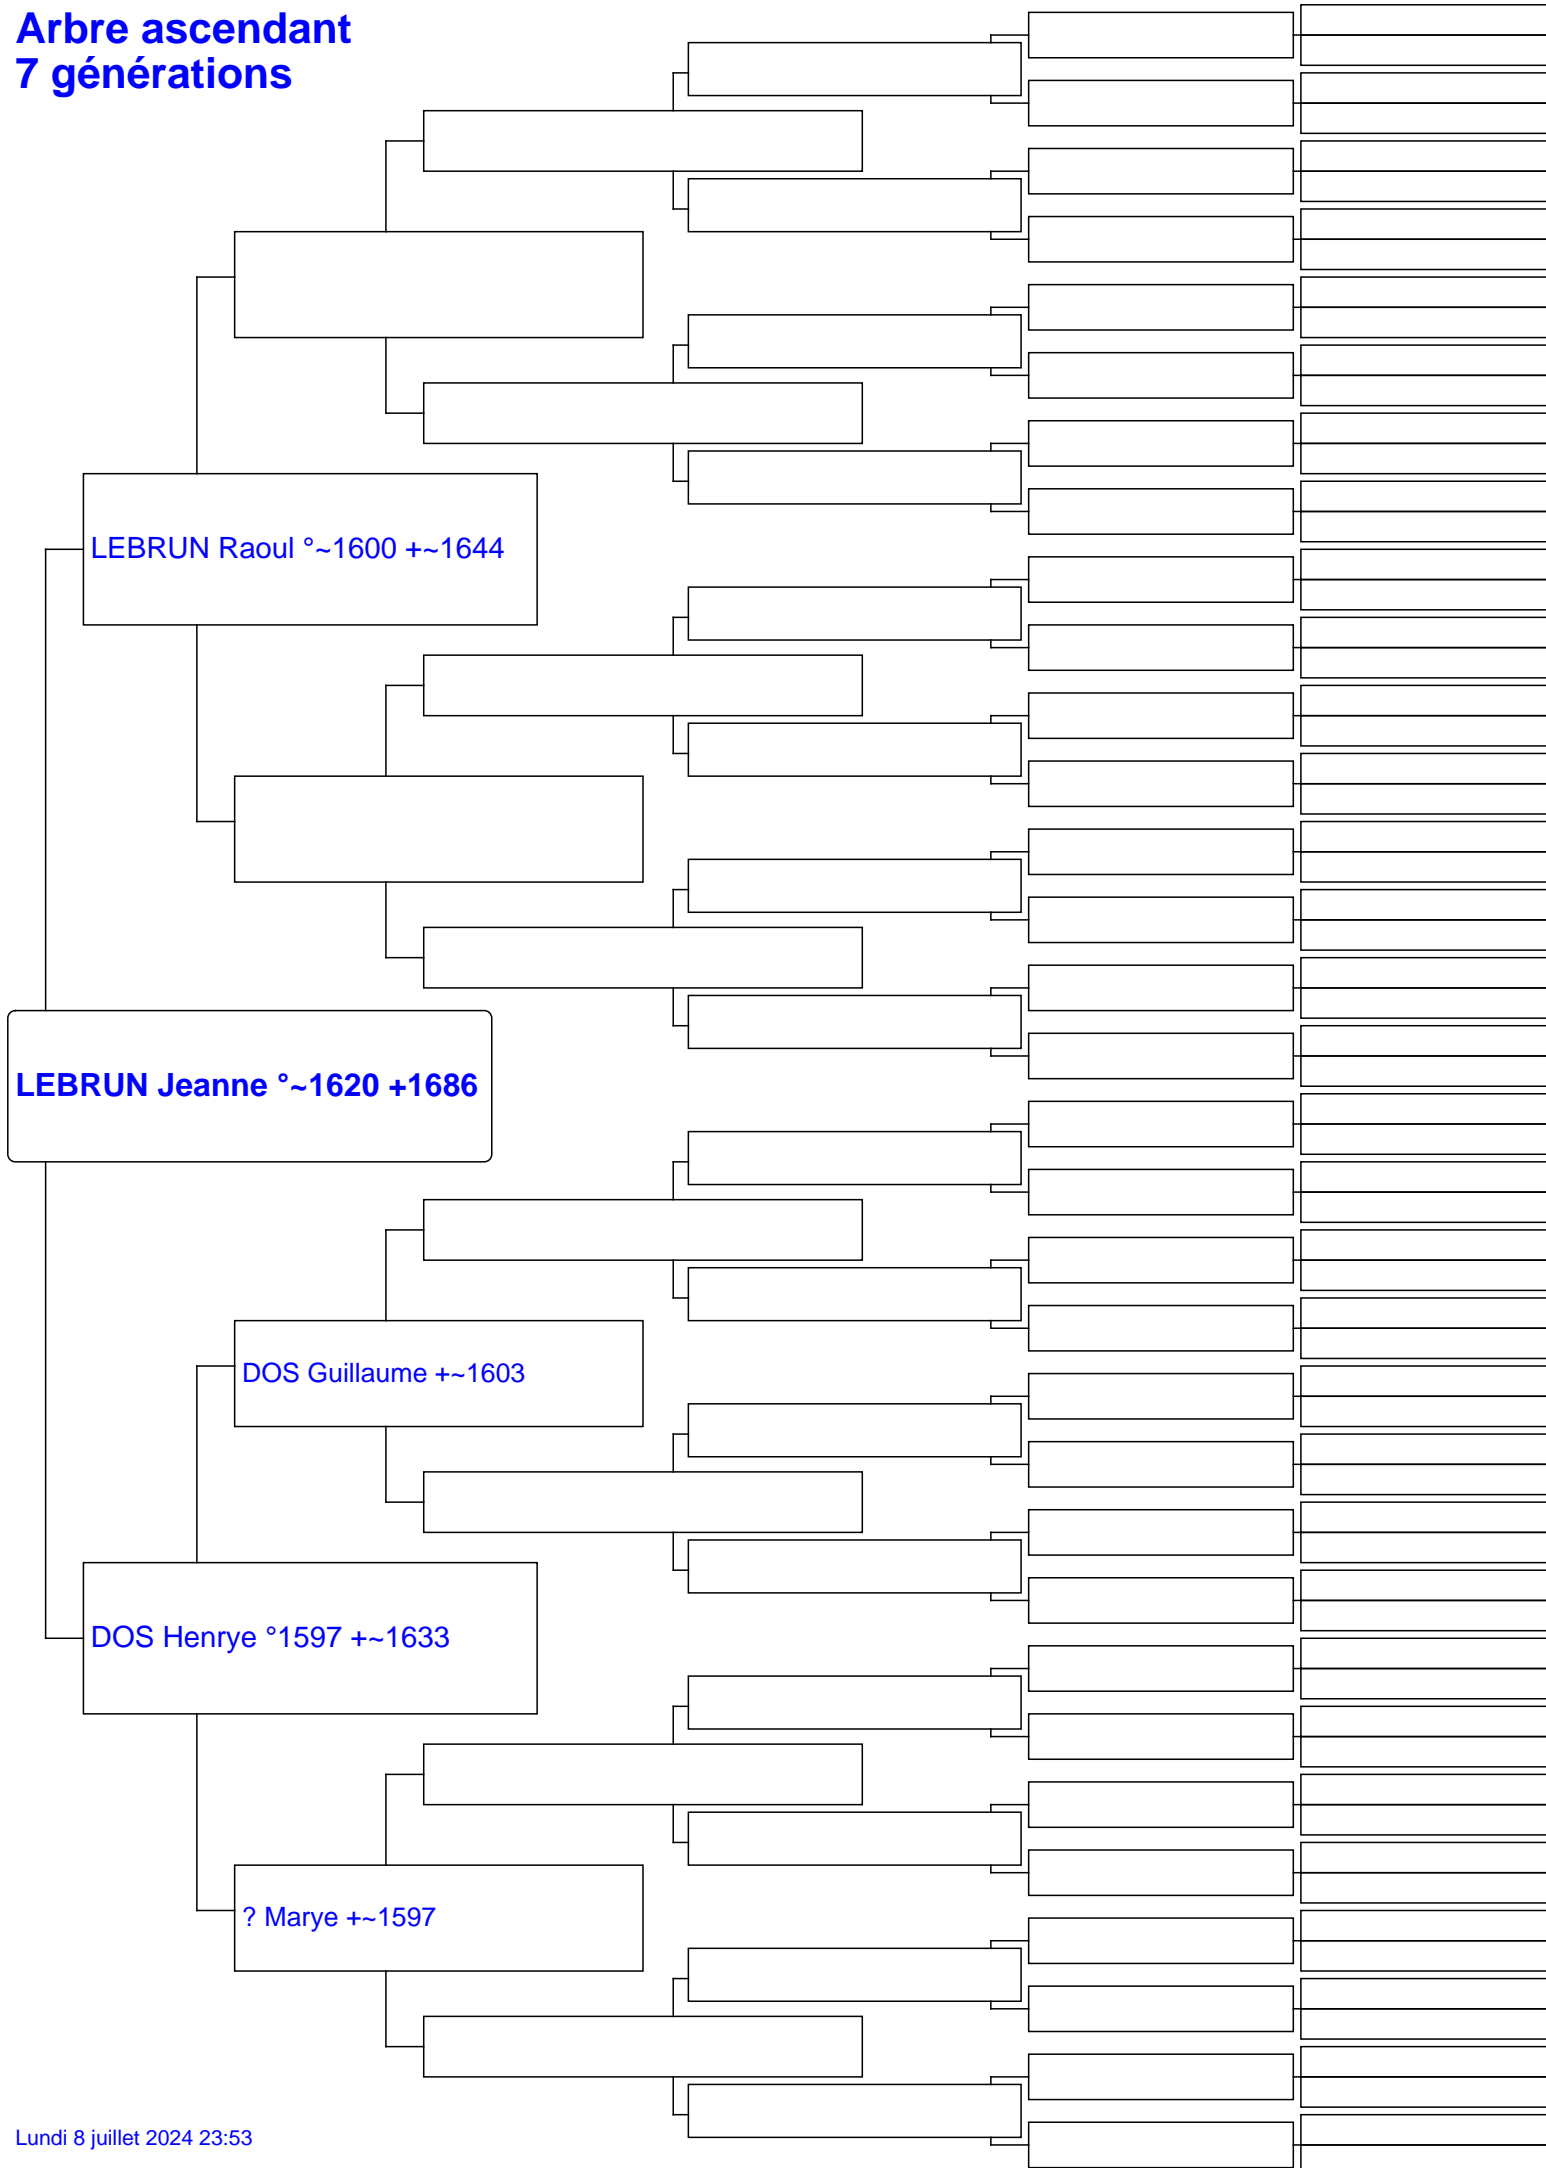 Arbre ascendant
7 générations
LEBRUN Raoul °~1600 +~1644
LEBRUN Jeanne °~1620 +1686
DOS Guillaume +~1603
DOS Henrye °1597 +~1633
? Marye +~1597
Lundi 8 juillet 2024 23:53